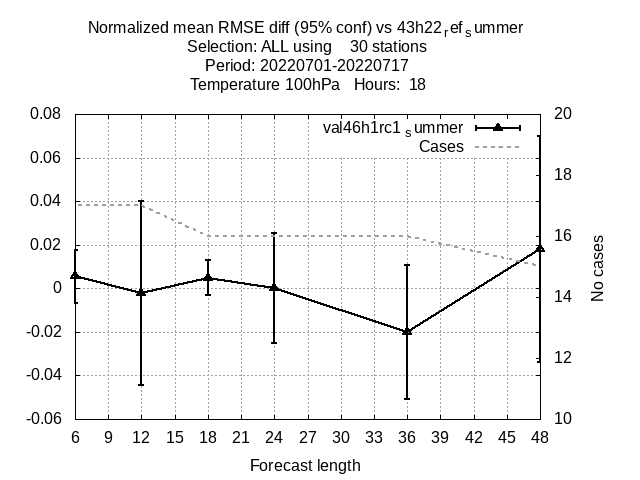 Normalized mean RMSE diff (95% conf) vs 43h22ᵣefₛummer
Selection: ALL using    30 stations
Period: 20220701-20220717
Temperature 100hPa   Hours:  18
0.08
0.06
0.04
0.02
0
-0.02
-0.04
-0.06
20
18
16
14
12
10
val46h1rc1ₛummer
Cases
No cases
6 9 12 15 18 21 24 27 30 33 36 39 42 45 48
Forecast length